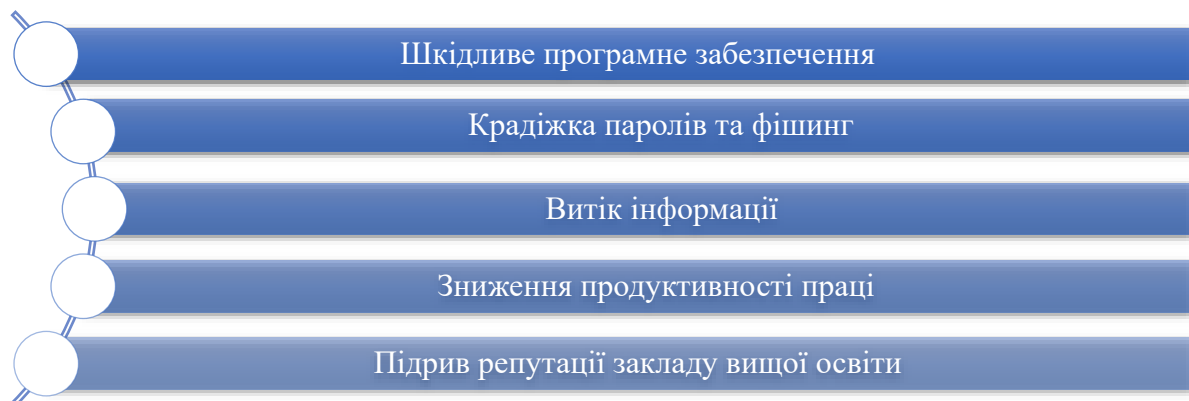 Шкідливе програмне забезпечення
Крадіжка паролів та фішинг
Витік інформації
Зниження продуктивності праці
Підрив репутації закладу вищої освіти